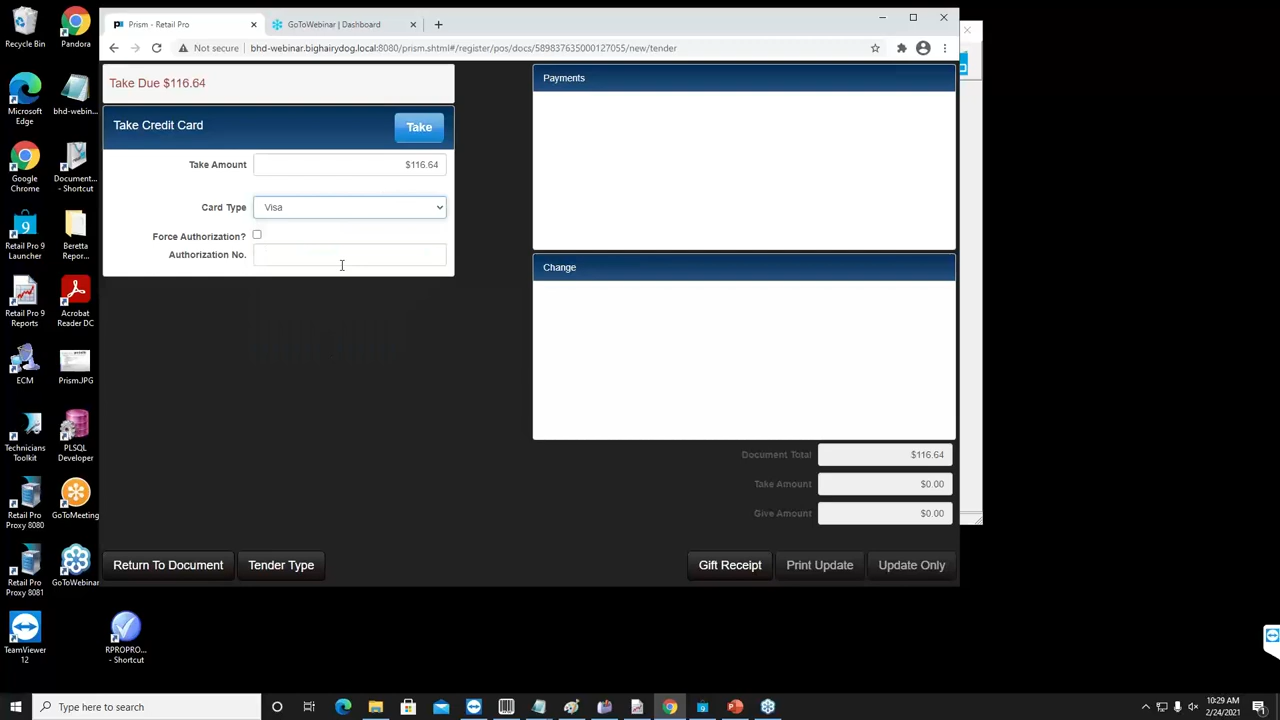 Recycle Bin
Pandora
Microsoft Edge
bhd-webin...
Google Chrome
Document... - Shortcut
Retail Pro 9 Launcher
Beretta Repor...
Retail Pro 9 Reports
Acrobat Reader DC
ECM
Prism.JPG
Technicians Toolkit
PLSQL Developer
Retail Pro Proxy 8080
GoToMeeting
Retail Pro Proxy 8081
GoToWebinar
TeamViewer 12
RPROPRO... - Shortcut
Prism - Retail Pro
GoToWebinar | Dashboard
Not secure
bhd-webinar.bighairydog.local:8080/prism.shtml#/register/pos/docs/589837635000127055/new/tender
Take Due $116.64
Take Credit Card
Take
Take Amount
$116.64
Card Type
Visa
Force Authorization?
Authorization No.
Payments
Change
Document Total
$116.64
Take Amount
$0.00
Give Amount
$0.00
Return To Document
Tender Type
Gift Receipt
Print Update
Update Only
Type here to search
10:29 AM
2/24/2021